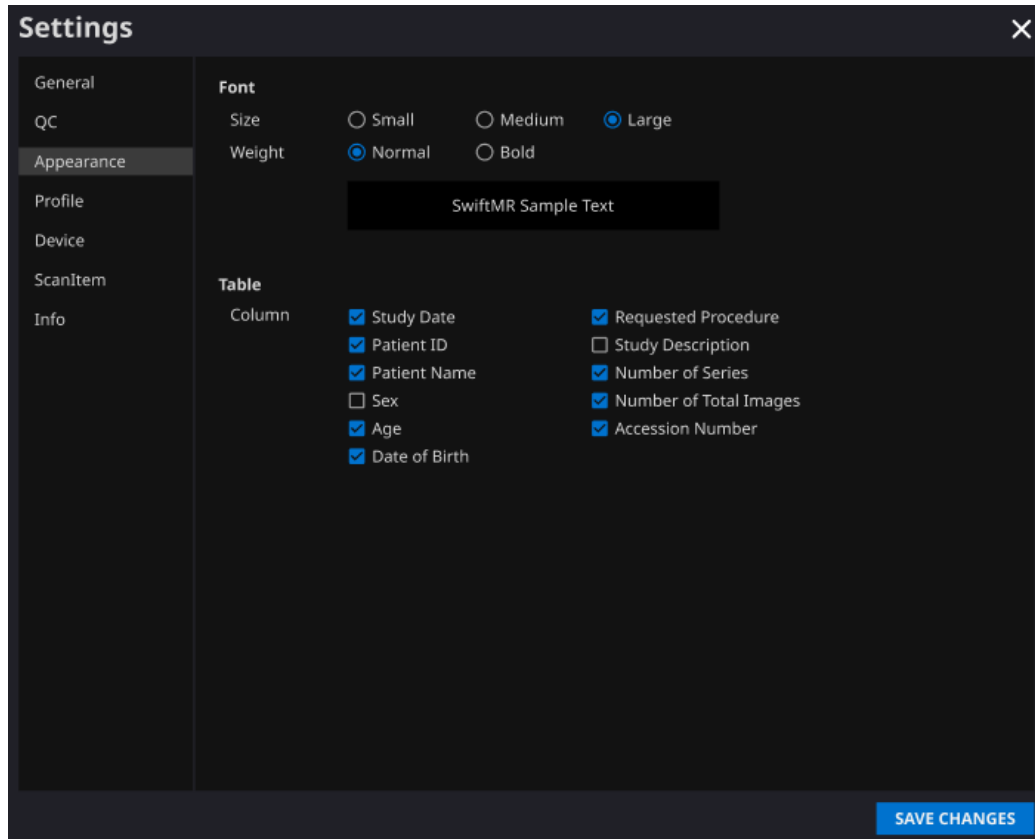 Settings
General
QC
Appearance
Profile
Device
ScanItem
Info
Font
Size
Small
Medium
Large
Weight
Normal
Bold
SwiftMR Sample Text
Table
Column
Study Date
Patient ID
Patient Name
Sex
Age
Date of Birth
Requested Procedure
Study Description
Number of Series
Number of Total Images
Accession Number
SAVE CHANGES